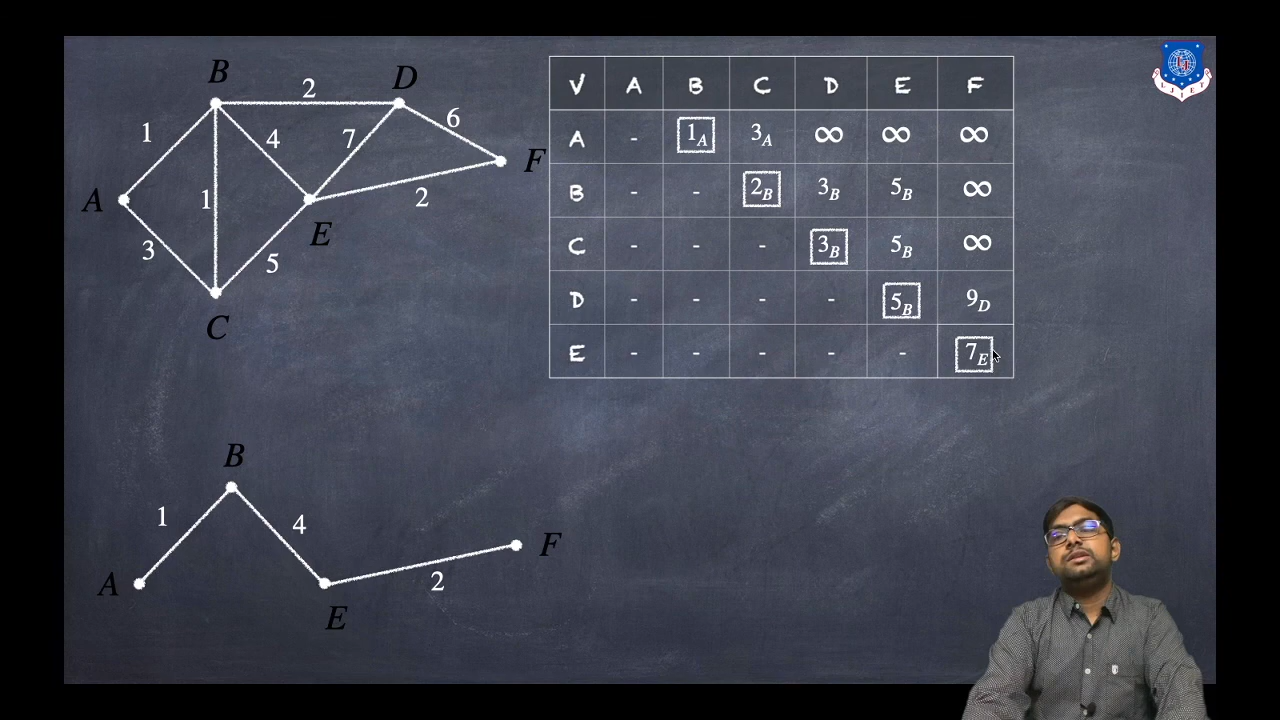 B
D
2
1
4
7
6
F
A
1
2
E
3
5
C
V A B C D E F
A - 1A 3A ∞ ∞ ∞
B - - 2B 3B 5B ∞
C - - - 3B 5B ∞
D - - - - 5B 9D
E - - - - - 7E
B
1
4
F
A
2
E